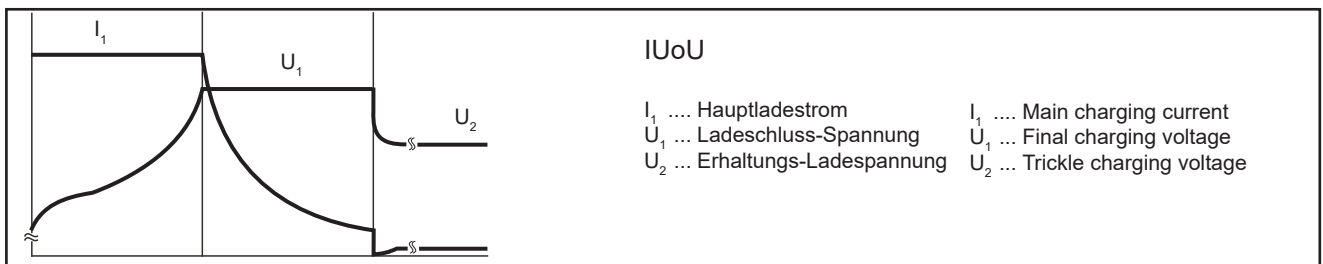 I₁
U₁
U₂
IUoU
I₁ .... Hauptladestrom
U₁ ... Ladeschluss-Spannung
U₂ ... Erhaltungs-Ladespannung
I₁ .... Main charging current
U₁ ... Final charging voltage
U₂ ... Trickle charging voltage